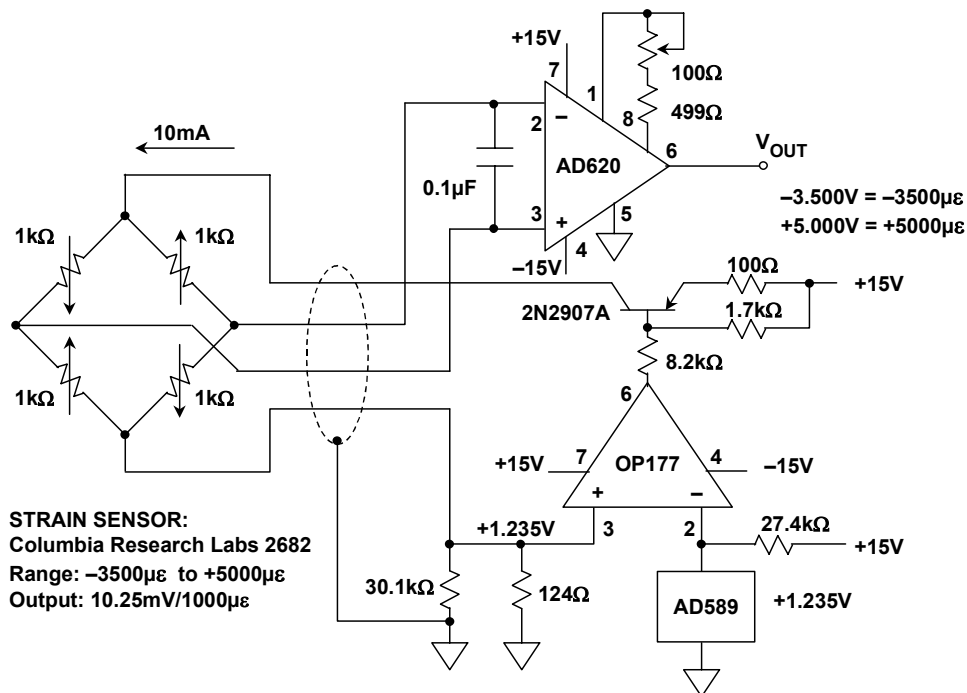 +15V
7
1
100Ω
499Ω
8
2
–
6
V_OUT
10mA
AD620
0.1µF
3
+
5
4
–15V
–3.500V = –3500µε
+5.000V = +5000µε
1kΩ
1kΩ
100Ω
+15V
2N2907A
1.7kΩ
8.2kΩ
1kΩ
1kΩ
6
+15V
7
OP177
4
–15V
+
–
STRAIN SENSOR:
Columbia Research Labs 2682
Range: –3500µε to +5000µε
Output: 10.25mV/1000µε
+1.235V
3
2
27.4kΩ
+15V
30.1kΩ
124Ω
AD589
+1.235V